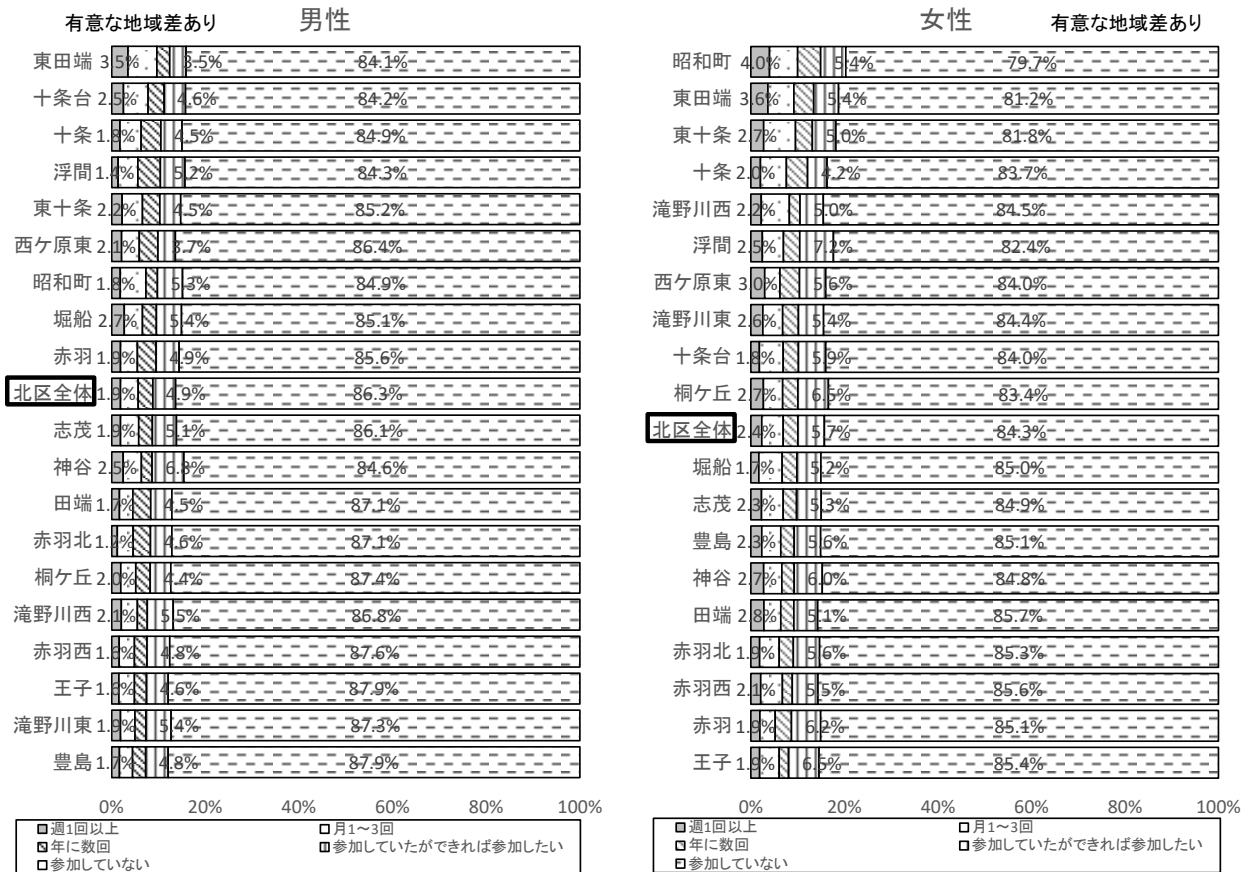 有意な地域差あり 男性
東田端 3.5% 3.5% 84.1%
十条台 2.5% 4.6% 84.2%
十条 1.8% 4.5% 84.9%
浮間 1.4% 5.2% 84.3%
東十条 2.2% 4.5% 85.2%
西ケ原東 2.1% 3.7% 86.4%
昭和町 1.8% 5.3% 84.9%
堀船 2.7% 5.4% 85.1%
赤羽 1.9% 4.9% 85.6%
北区全体 1.9% 4.9% 86.3%
志茂 1.9% 5.1% 86.1%
神谷 2.5% 6.8% 84.6%
田端 1.7% 4.5% 87.1%
赤羽北 1.2% 4.6% 87.1%
桐ケ丘 2.0% 4.4% 87.4%
滝野川西 2.1% 5.5% 86.8%
赤羽西 1.6% 4.8% 87.6%
王子 1.6% 4.6% 87.9%
滝野川東 1.9% 5.4% 87.3%
豊島 1.7% 4.8% 87.9%
0% 20% 40% 60% 80% 100%
週1回以上 月1～3回
年に数回 参加していたができれば参加したい
参加していない
女性 有意な地域差あり
昭和町 4.0% 5.4% 79.7%
東田端 3.6% 5.4% 81.2%
東十条 2.7% 5.0% 81.8%
十条 2.0% 4.2% 83.7%
滝野川西 2.2% 5.0% 84.5%
浮間 2.5% 7.2% 82.4%
西ケ原東 3.0% 5.6% 84.0%
滝野川東 2.6% 5.4% 84.4%
十条台 1.8% 5.9% 84.0%
桐ケ丘 2.7% 6.5% 83.4%
北区全体 2.4% 5.7% 84.3%
堀船 1.7% 5.2% 85.0%
志茂 2.3% 5.3% 84.9%
豊島 2.3% 5.6% 85.1%
神谷 2.7% 6.0% 84.8%
田端 2.8% 5.1% 85.7%
赤羽北 1.9% 5.6% 85.3%
赤羽西 2.1% 5.5% 85.6%
赤羽 1.9% 6.2% 85.1%
王子 1.9% 6.5% 85.4%
0% 20% 40% 60% 80% 100%
週1回以上 月1～3回
年に数回 参加していたができれば参加したい
参加していない